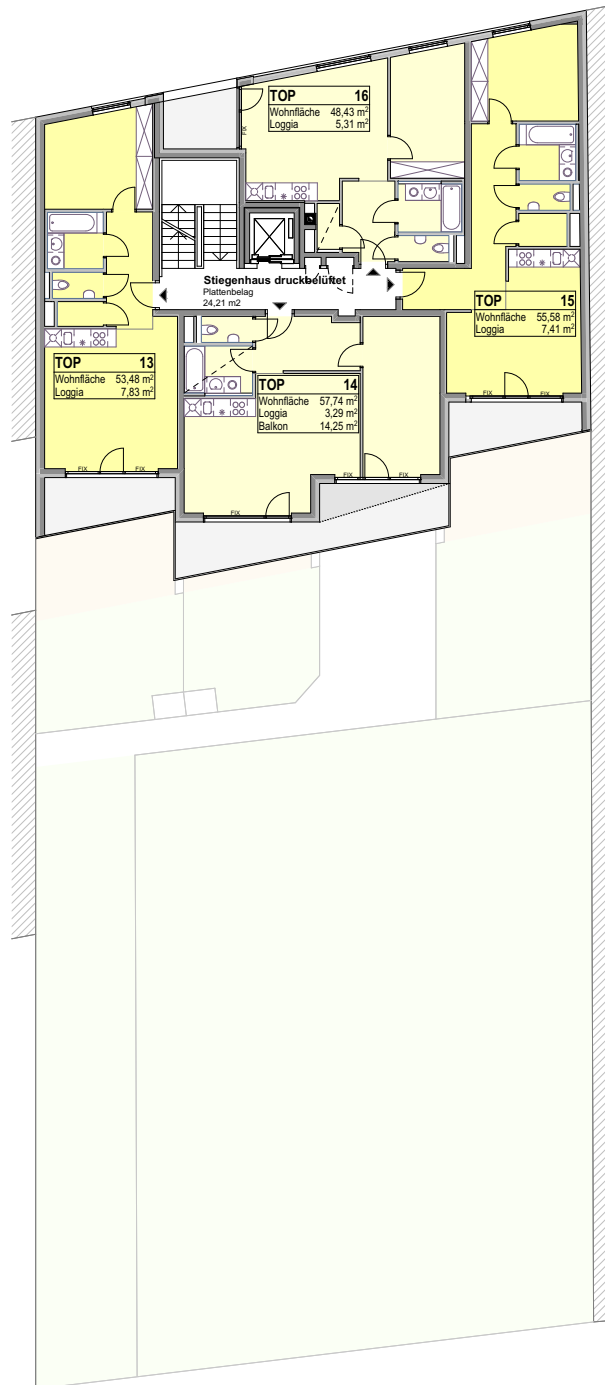 TOP 16
Wohnfläche 48,43 m²
Loggia 5,31 m²
FIX
Stiegenhaus druckbelüftet
Plattenbelag
24,21 m2
TOP 15
Wohnfläche 55,58 m²
Loggia 7,41 m²
TOP 13
Wohnfläche 53,48 m²
Loggia 7,83 m²
TOP 14
Wohnfläche 57,74 m²
Loggia 3,29 m²
Balkon 14,25 m²
FIX FIX
FIX FIX
FIX FIX
FIX